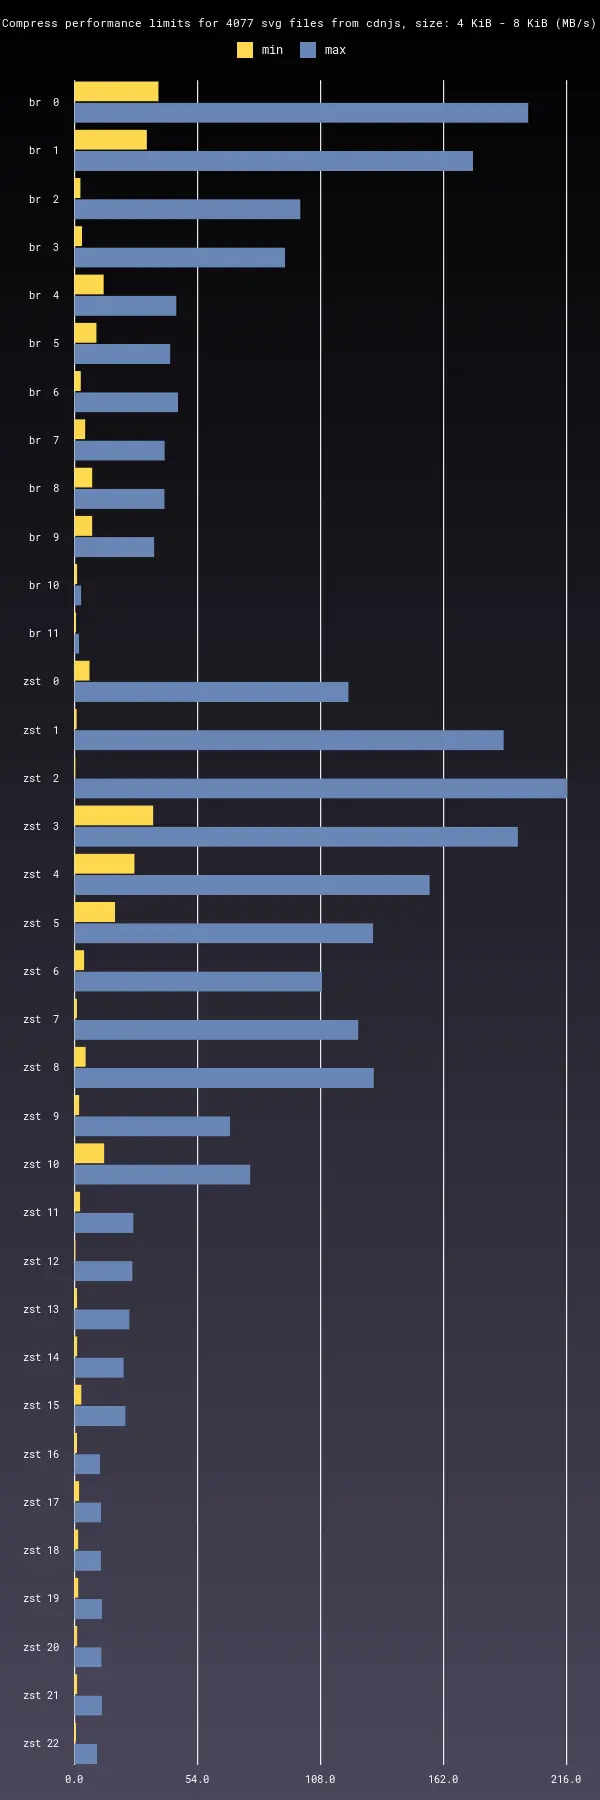 Compress performance limits for 4077 svg files from cdnjs, size: 4 KiB - 8 KiB (MB/s)
min max
br 0
br 1
br 2
br 3
br 4
br 5
br 6
br 7
br 8
br 9
br 10
br 11
zst 0
zst 1
zst 2
zst 3
zst 4
zst 5
zst 6
zst 7
zst 8
zst 9
zst 10
zst 11
zst 12
zst 13
zst 14
zst 15
zst 16
zst 17
zst 18
zst 19
zst 20
zst 21
zst 22
0.0 54.0 108.0 162.0 216.0